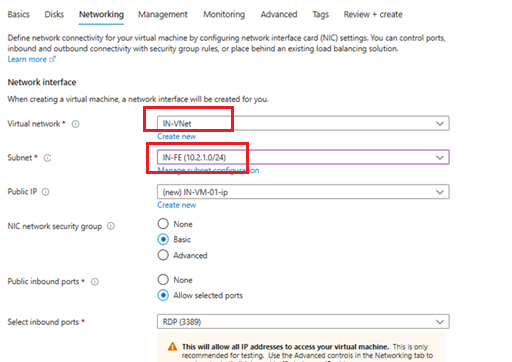 Basics Disks Networking Management Monitoring Advanced Tags Review + create
Define network connectivity for your virtual machine by configuring network interface card (NIC) settings. You can control ports,
inbound and outbound connectivity with security group rules, or place behind an existing load balancing solution.
Learn more
Network interface
When creating a virtual machine, a network interface will be created for you.
Virtual network * IN-VNet
Create new
Subnet * IN-FE (10.2.1.0/24)
Manage subnet configuration
Public IP (new) IN-VM-01-ip
Create new
NIC network security group None
Basic
Advanced
Public inbound ports * None
Allow selected ports
Select inbound ports * RDP (3389)
This will allow all IP addresses to access your virtual machine. This is only
recommended for testing. Use the Advanced controls in the Networking tab to